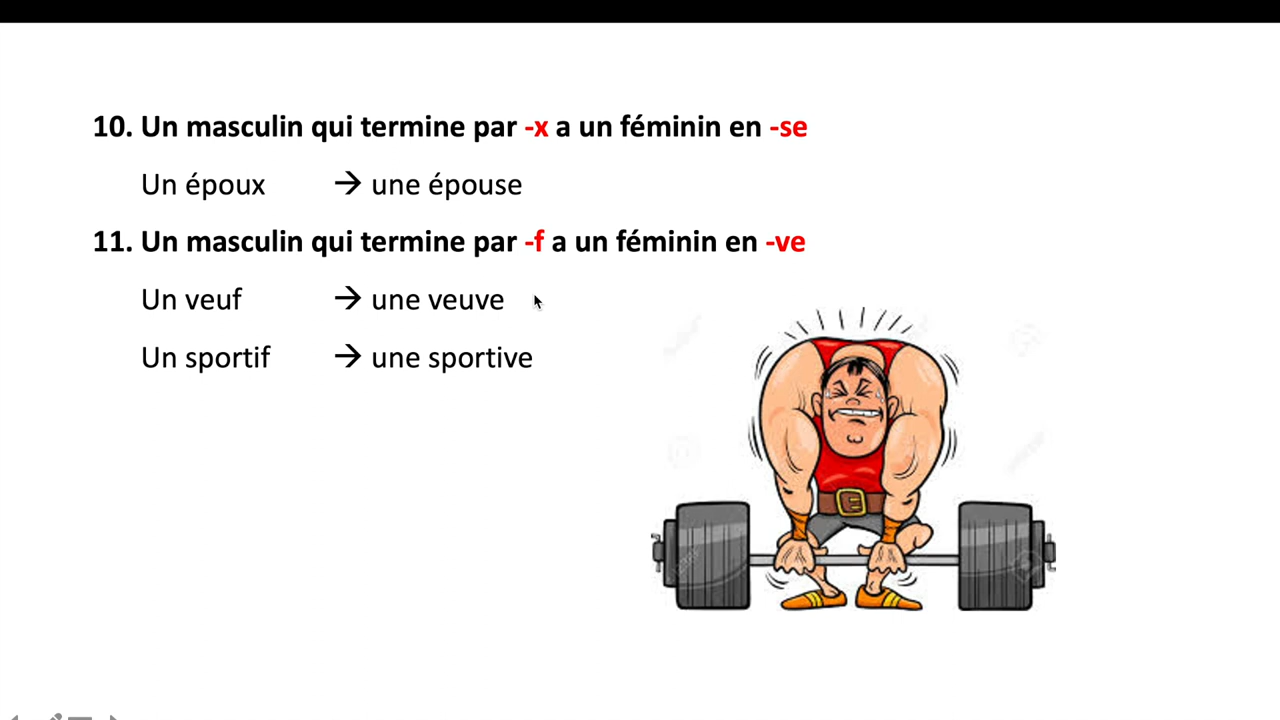 10. Un masculin qui termine par -x a un féminin en -se
Un époux → une épouse
11. Un masculin qui termine par -f a un féminin en -ve
Un veuf → une veuve
Un sportif → une sportive